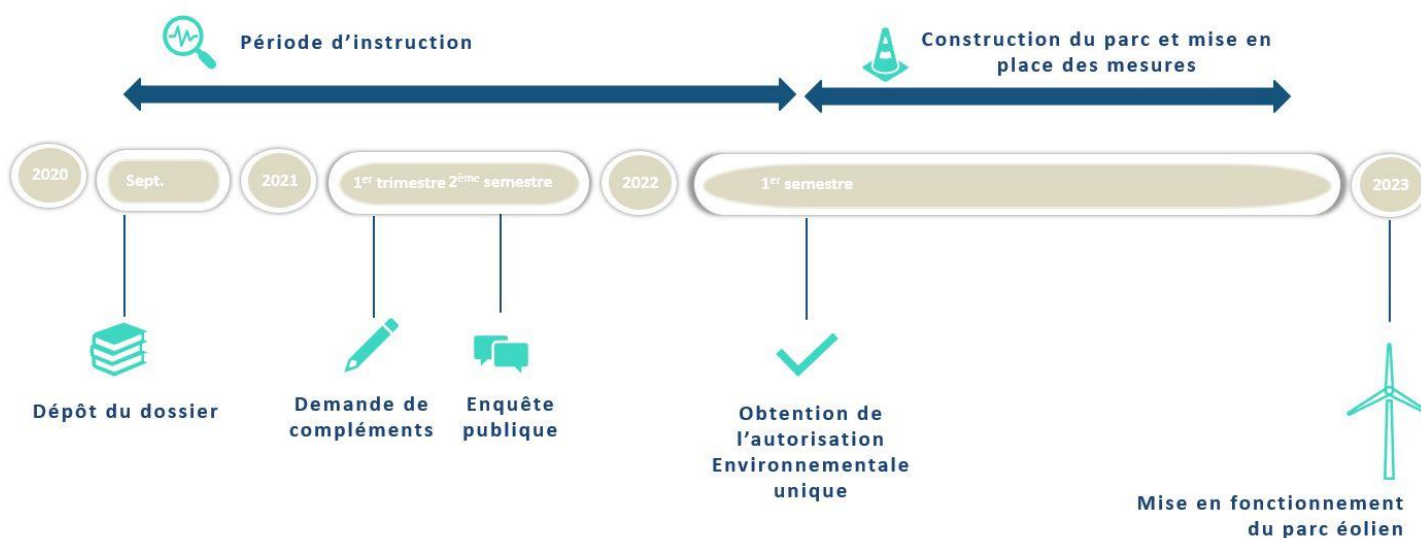 Période d'instruction
Construction du parc et mise en
place des mesures
2020
Sept.
2021
1er trimestre 2ème semestre
2022
1er semestre
2023
Dépôt du dossier
Demande de
compléments
Enquête
publique
Obtention de
l'autorisation
Environnementale
unique
Mise en fonctionnement
du parc éolien